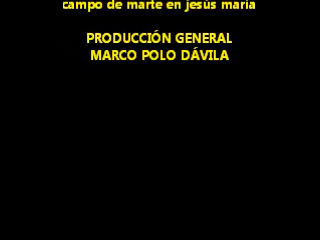 campo de marte en jesús maría
PRODUCCIÓN GENERAL
MARCO POLO DÁVILA